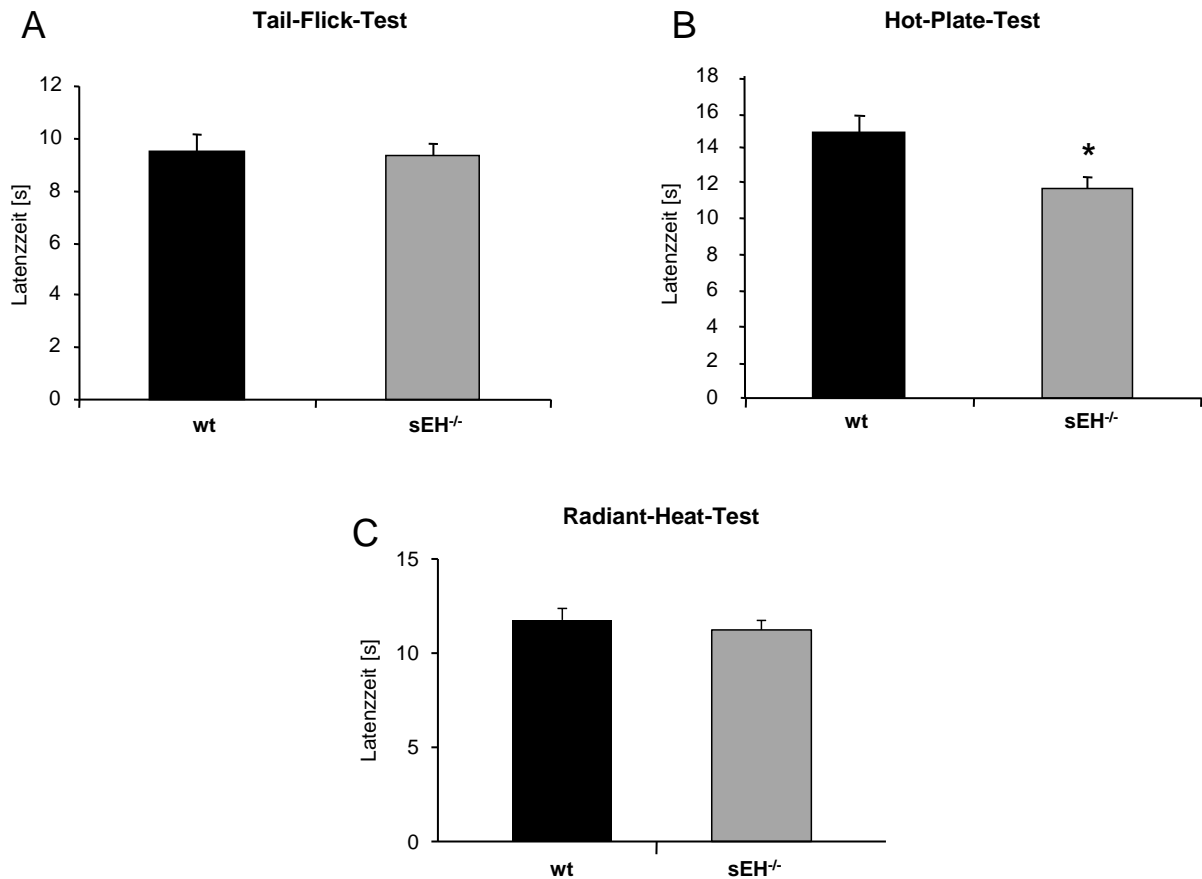 A
Tail-Flick-Test
Latenzzeit [s]
12
10
8
6
4
2
0
wt
sEH-/-
B
Hot-Plate-Test
Latenzzeit [s]
18
16
14
12
10
8
6
4
2
0
*
wt
sEH-/-
C
Radiant-Heat-Test
Latenzzeit [s]
15
10
5
0
wt
sEH-/-